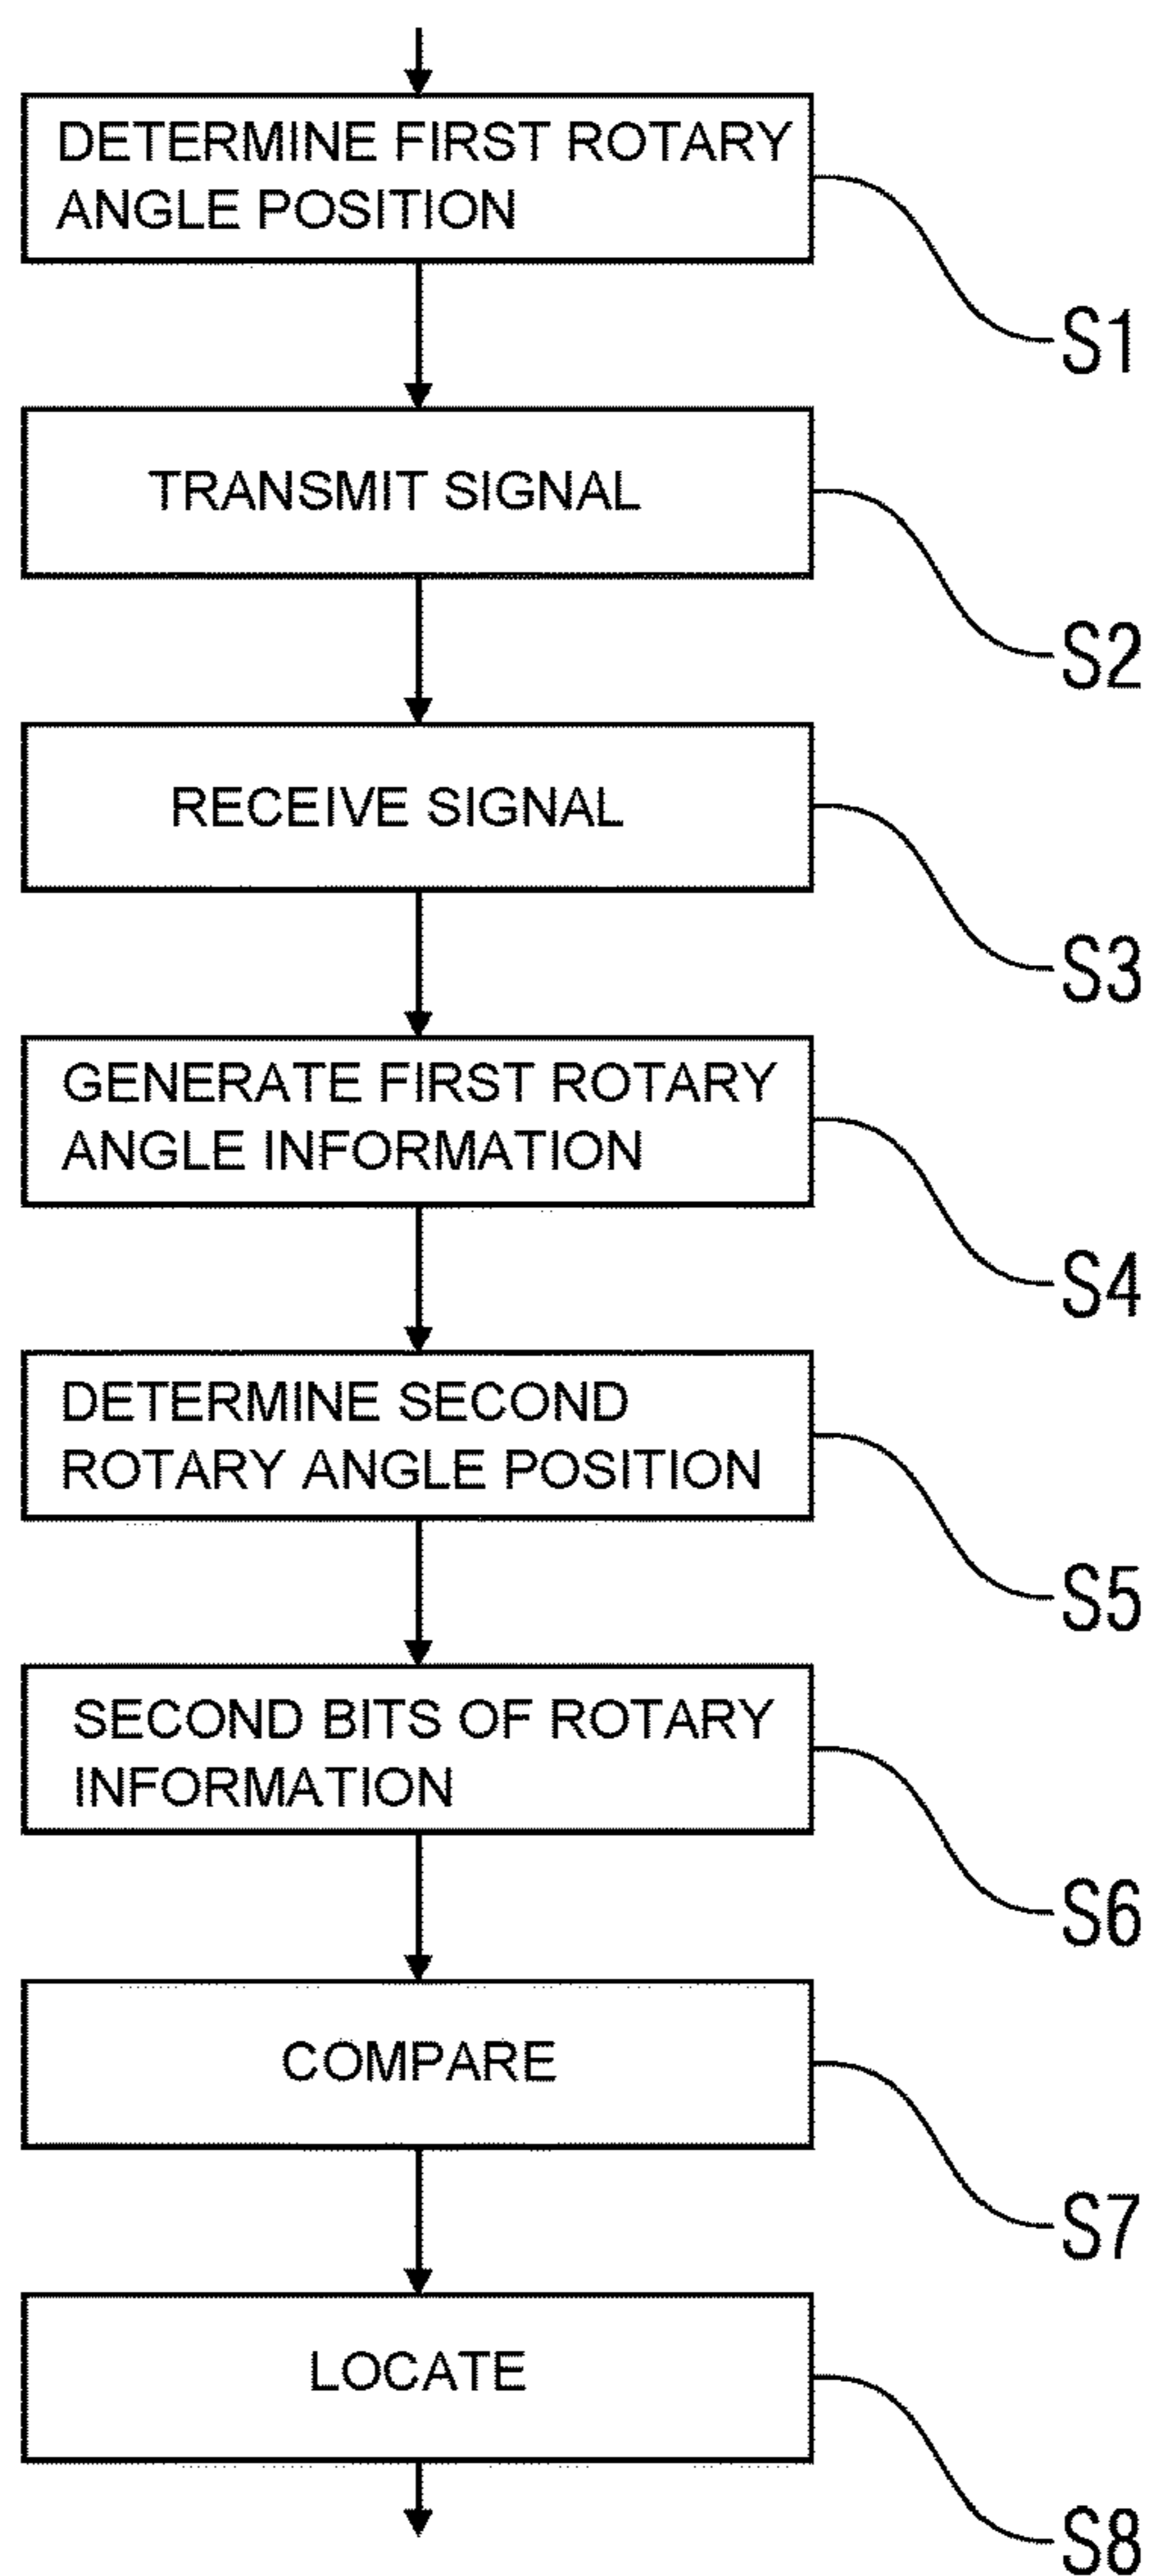 DETERMINE FIRST ROTARY
ANGLE POSITION
S1
TRANSMIT SIGNAL
S2
RECEIVE SIGNAL
S3
GENERATE FIRST ROTARY
ANGLE INFORMATION
S4
DETERMINE SECOND
ROTARY ANGLE POSITION
S5
SECOND BITS OF ROTARY
INFORMATION
S6
COMPARE
S7
LOCATE
S8